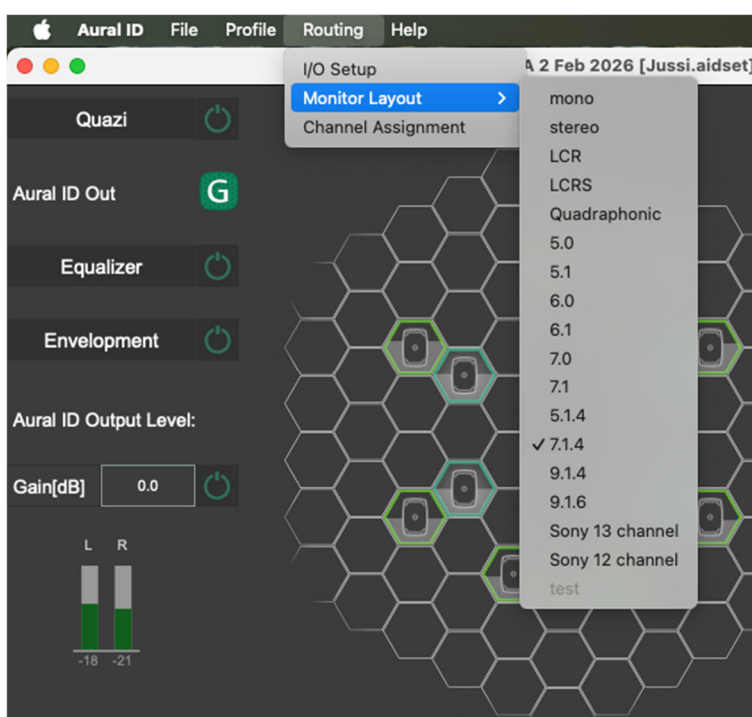 Aural ID File Profile Routing Help
A 2 Feb 2026 [Jussi.aidset]
I/O Setup
Monitor Layout
Channel Assignment
mono
stereo
LCR
LCRS
Quadraphonic
5.0
5.1
6.0
6.1
7.0
7.1
5.1.4
7.1.4
9.1.4
9.1.6
Sony 13 channel
Sony 12 channel
test
Quazi
Aural ID Out
G
Equalizer
Envelopment
Aural ID Output Level:
Gain[dB] 0.0
L R
-18 -21